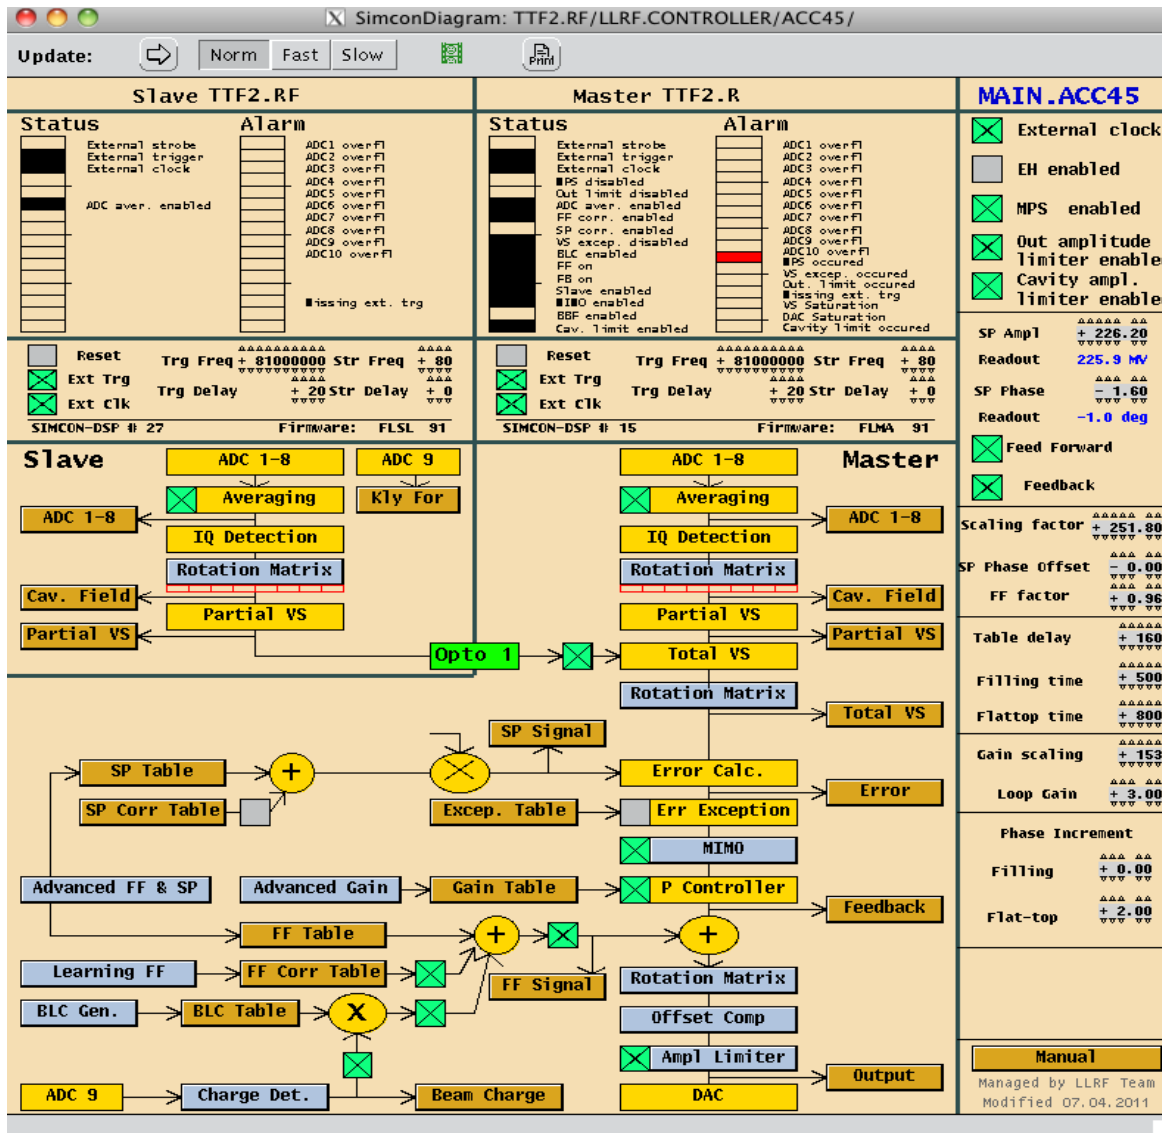 SimconDiagram: TTF2.RF/LLRF.CONTROLLER/ACC45/
Update: Norm Fast Slow Print
Slave TTF2.RF
Status Alarm
External strobe
External trigger
External clock
ADC aver. enabled
ADC1 overfl
ADC2 overfl
ADC3 overfl
ADC4 overfl
ADC5 overfl
ADC6 overfl
ADC7 overfl
ADC8 overfl
ADC9 overfl
ADC10 overfl
Missing ext. trg
Master TTF2.R
Status Alarm
External strobe
External trigger
External clock
MPS disabled
Out limit disabled
ADC aver. enabled
FF corr. enabled
SP corr. enabled
VS excep. disabled
BLC enabled
FF on
FB on
Slave enabled
MIMO enabled
BBF enabled
Cav. limit enabled
ADC1 overfl
ADC2 overfl
ADC3 overfl
ADC4 overfl
ADC5 overfl
ADC6 overfl
ADC7 overfl
ADC8 overfl
ADC9 overfl
ADC10 overfl
MPS occured
VS excep. occured
Out. limit occured
Missing ext. trg
VS Saturation
DAC Saturation
Cavity limit occured
Reset Trg Freq + 81000000 Str Freq + 80
Ext Trg
Trg Delay + 20 Str Delay + 0
Ext Clk
SIMCON-DSP # 27 Firmware: FLSL 91
Reset Trg Freq + 81000000 Str Freq + 80
Ext Trg
Trg Delay + 20 Str Delay + 0
Ext Clk
SIMCON-DSP # 15 Firmware: FLMA 91
Slave
ADC 1-8
ADC 9
Averaging
Kly For
ADC 1-8
IQ Detection
Rotation Matrix
Cav. Field
Partial VS
Partial VS
Opto 1
Master
ADC 1-8
Averaging
ADC 1-8
IQ Detection
Rotation Matrix
Cav. Field
Partial VS
Partial VS
Total VS
Rotation Matrix
Total VS
SP Signal
SP Table
+
Error Calc.
Error
SP Corr Table
Excep. Table
Err Exception
MIMO
Advanced FF & SP
Advanced Gain
Gain Table
P Controller
Feedback
FF Table
+
+
Learning FF
FF Corr Table
FF Signal
Rotation Matrix
BLC Gen.
BLC Table
X
Offset Comp
Ampl Limiter
Output
ADC 9
Charge Det.
Beam Charge
DAC
MAIN.ACC45
External clock
EH enabled
MPS enabled
Out amplitude
limiter enable
Cavity ampl.
limiter enable
SP Ampl + 226.20
Readout 225.9 MV
SP Phase - 1.60
Readout -1.0 deg
Feed Forward
Feedback
Scaling factor + 251.80
SP Phase Offset - 0.00
FF factor + 0.96
Table delay + 160
Filling time + 500
Flattop time + 800
Gain scaling + 153
Loop Gain + 3.00
Phase Increment
Filling + 0.00
Flat-top + 2.00
Manual
Managed by LLRF Team
Modified 07.04.2011